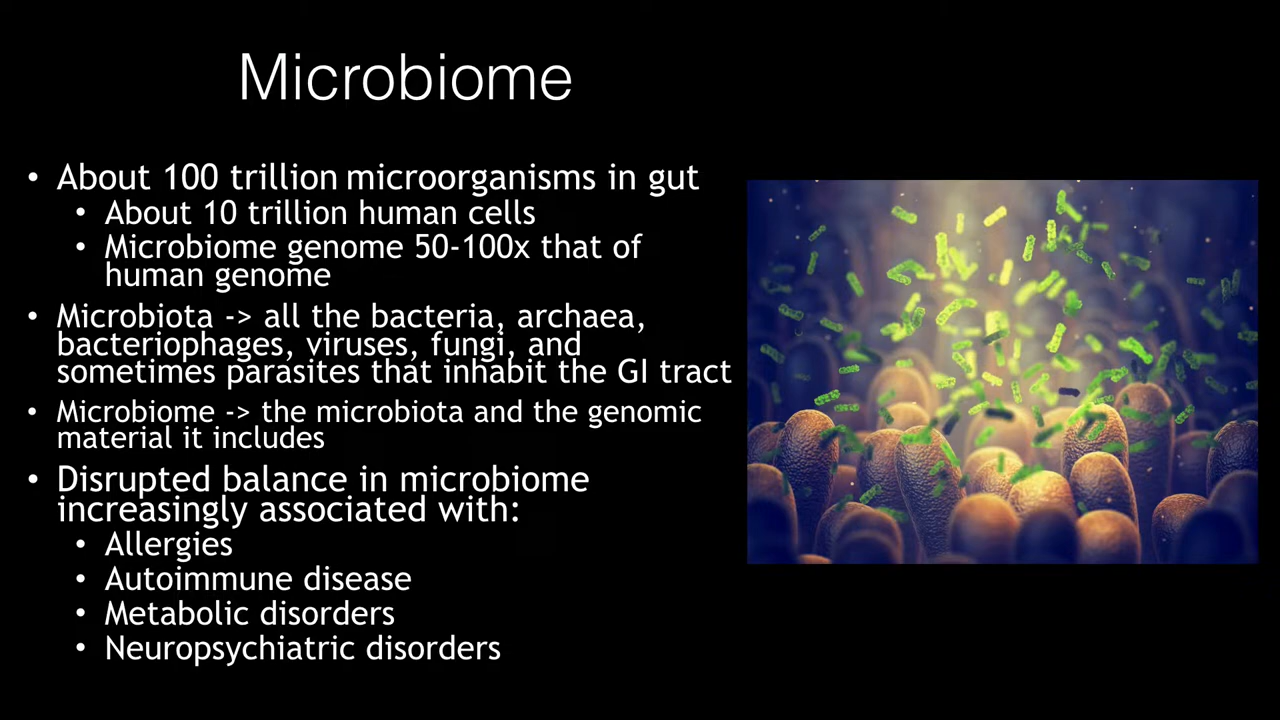 Microbiome
• About 100 trillion microorganisms in gut
• About 10 trillion human cells
• Microbiome genome 50-100x that of
human genome
• Microbiota -> all the bacteria, archaea,
bacteriophages, viruses, fungi, and
sometimes parasites that inhabit the GI tract
• Microbiome -> the microbiota and the genomic
material it includes
• Disrupted balance in microbiome
increasingly associated with:
• Allergies
• Autoimmune disease
• Metabolic disorders
• Neuropsychiatric disorders